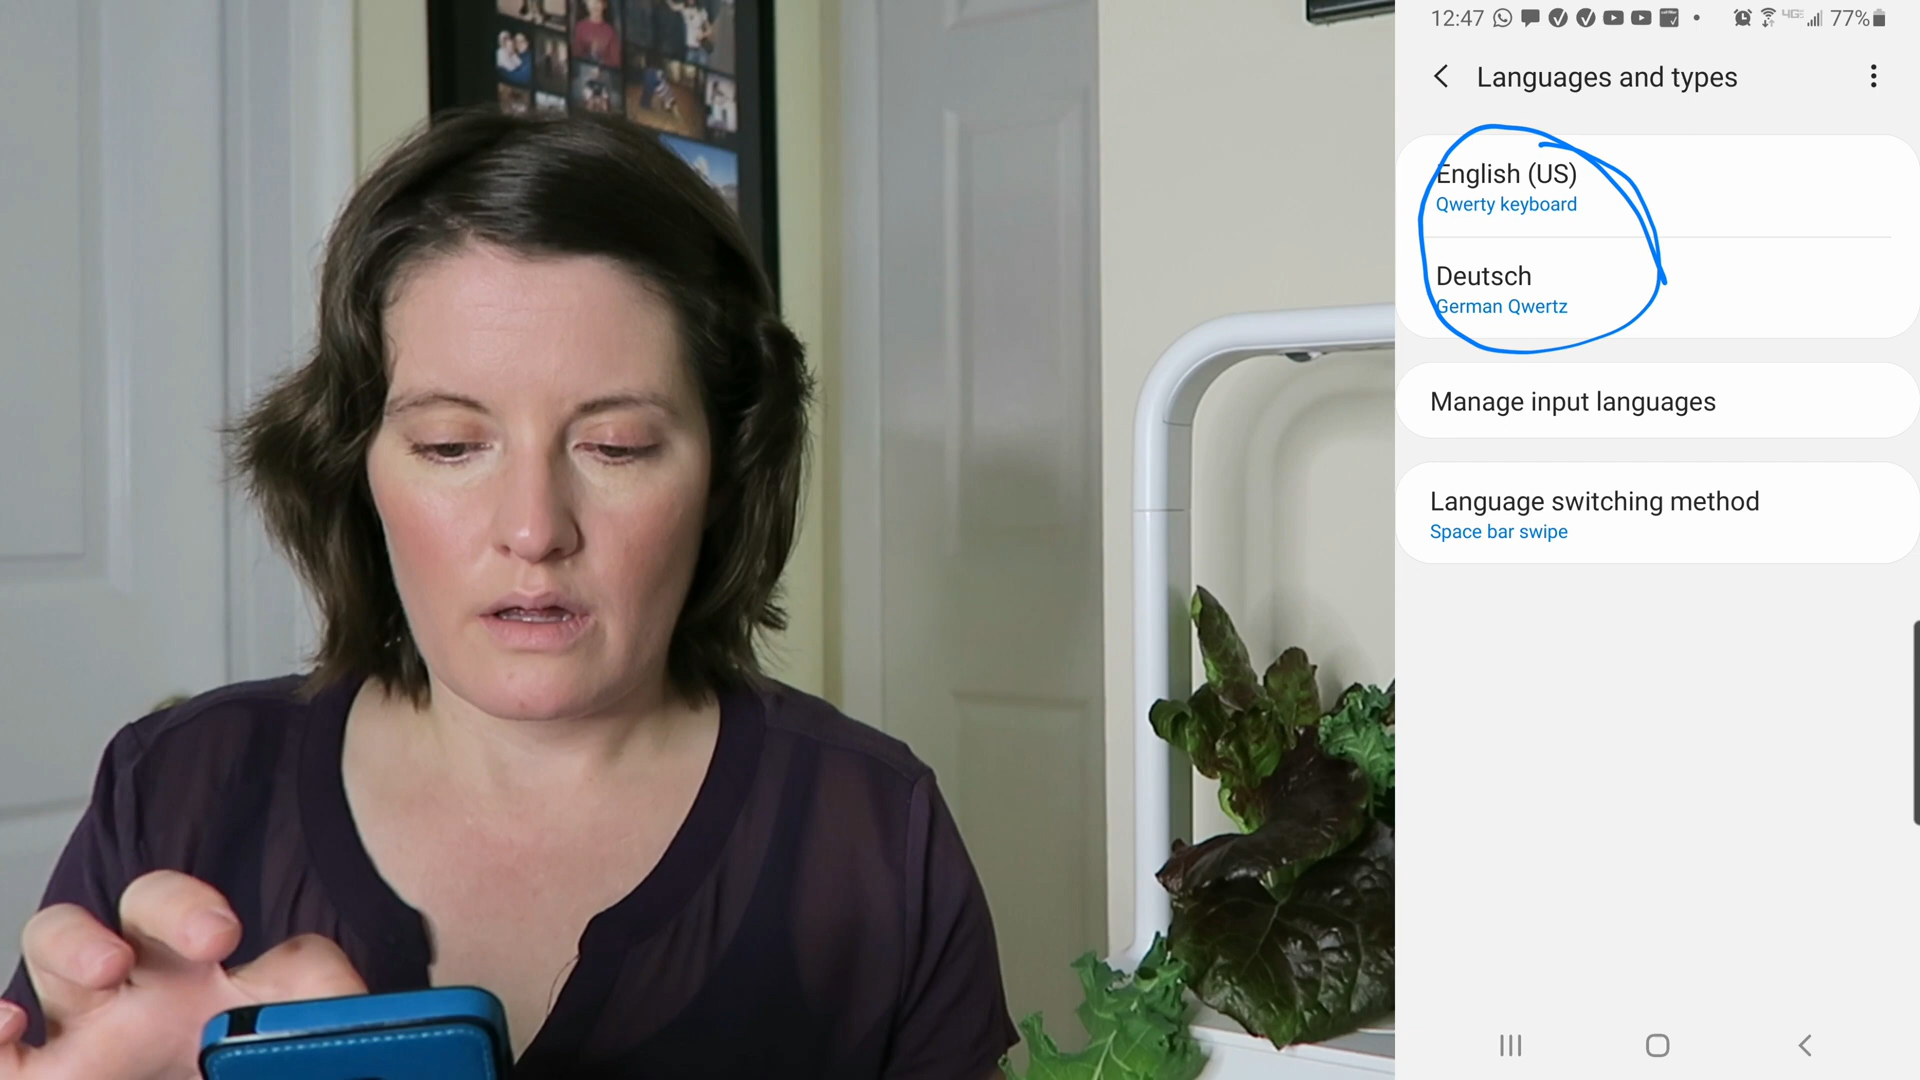 12:47 77%
Languages and types
English (US)
Qwerty keyboard
Deutsch
German Qwertz
Manage input languages
Language switching method
Space bar swipe